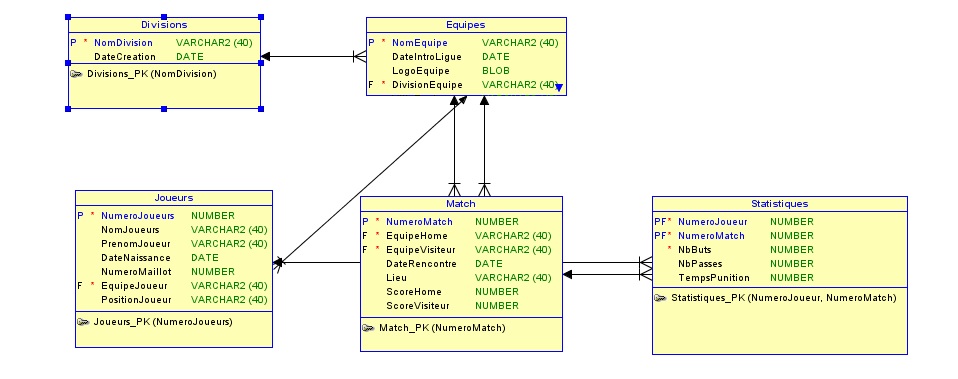 Divisions
P * NomDivision VARCHAR2 (40)
DateCreation DATE
Divisions_PK (NomDivision)
Equipes
P * NomEquipe VARCHAR2 (40)
DateIntroLigue DATE
LogoEquipe BLOB
F * DivisionEquipe VARCHAR2 (40)
Joueurs
P * NumeroJoueurs NUMBER
NomJoueurs VARCHAR2 (40)
PrenomJoueur VARCHAR2 (40)
DateNaissance DATE
NumeroMaillot NUMBER
F * EquipeJoueur VARCHAR2 (40)
PositionJoueur VARCHAR2 (40)
Joueurs_PK (NumeroJoueurs)
Match
P * NumeroMatch NUMBER
F * EquipeHome VARCHAR2 (40)
F * EquipeVisiteur VARCHAR2 (40)
DateRencontre DATE
Lieu VARCHAR2 (40)
ScoreHome NUMBER
ScoreVisiteur NUMBER
Match_PK (NumeroMatch)
Statistiques
PF* NumeroJoueur NUMBER
PF* NumeroMatch NUMBER
* NbButs NUMBER
NbPasses NUMBER
TempsPunition NUMBER
Statistiques_PK (NumeroJoueur, NumeroMatch)